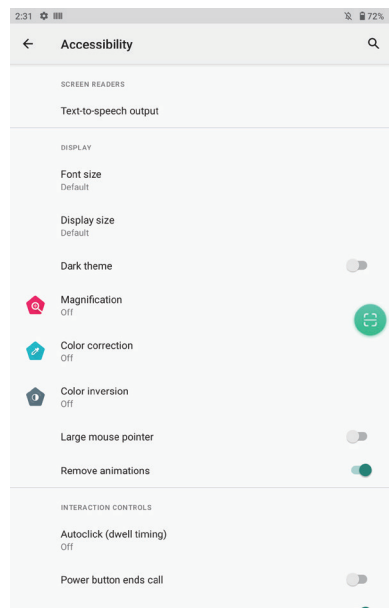 2:31 72%
Accessibility
SCREEN READERS
Text-to-speech output
DISPLAY
Font size
Default
Display size
Default
Dark theme
Magnification
Off
Color correction
Off
Color inversion
Off
Large mouse pointer
Remove animations
INTERACTION CONTROLS
Autoclick (dwell timing)
Off
Power button ends call